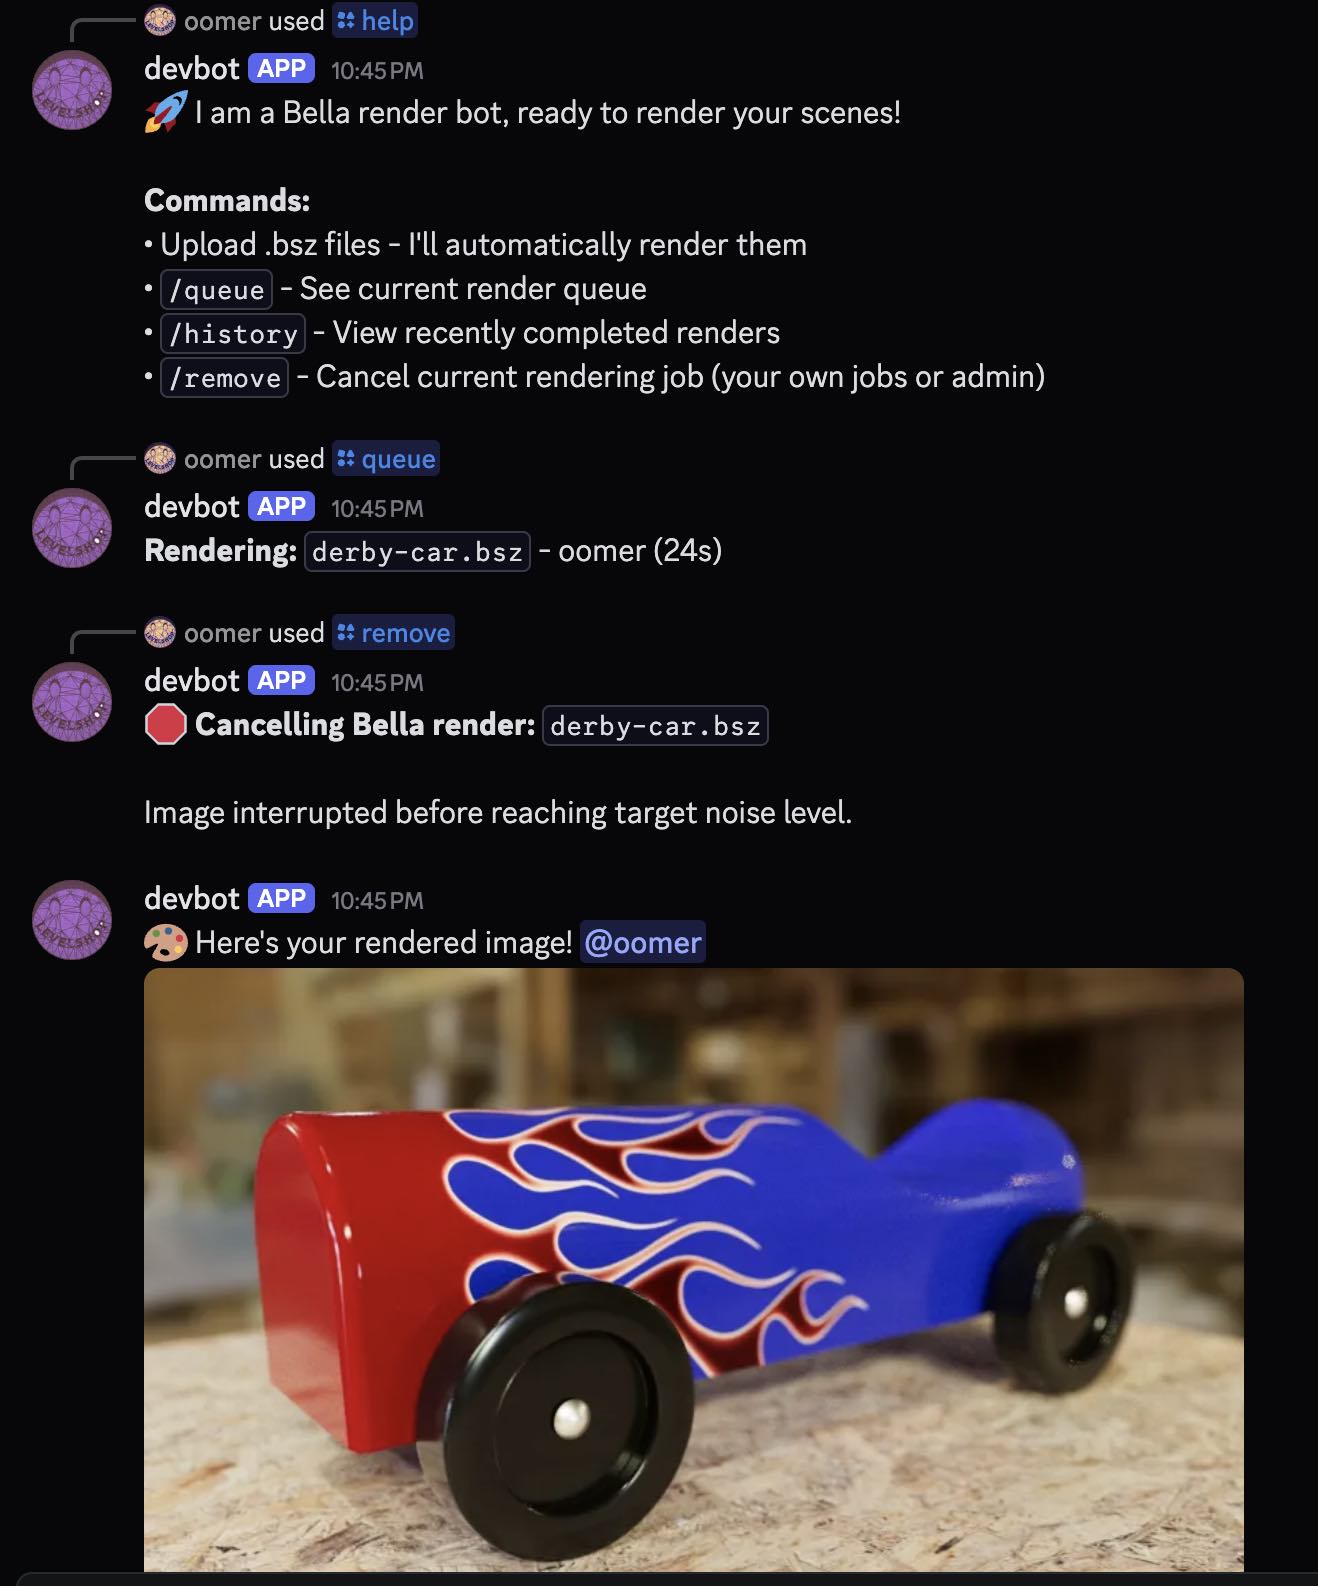 oomer used help
devbot APP 10:45 PM
🚀 I am a Bella render bot, ready to render your scenes!
Commands:
• Upload .bsz files - I'll automatically render them
• /queue - See current render queue
• /history - View recently completed renders
• /remove - Cancel current rendering job (your own jobs or admin)
oomer used queue
devbot APP 10:45 PM
Rendering: derby-car.bsz - oomer (24s)
oomer used remove
devbot APP 10:45 PM
🛑 Cancelling Bella render: derby-car.bsz
Image interrupted before reaching target noise level.
devbot APP 10:45 PM
🎨 Here's your rendered image! @oomer